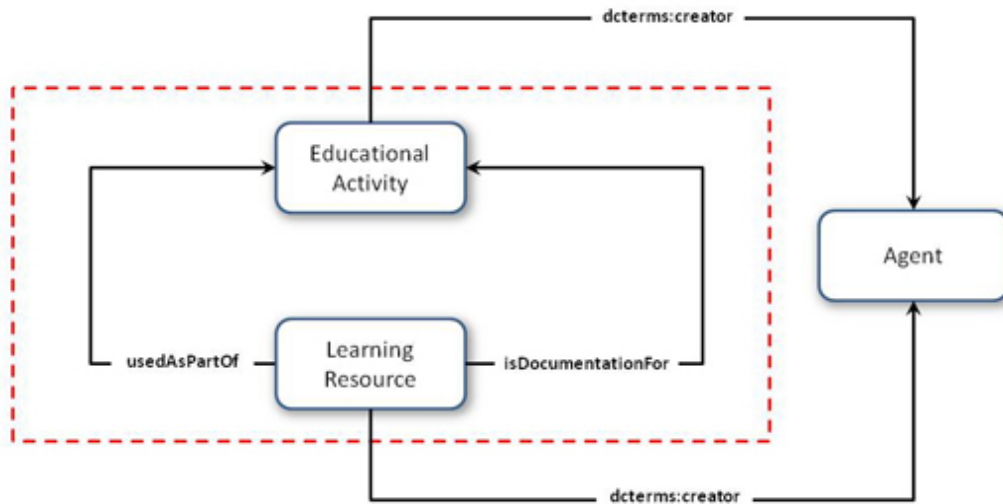 dcterms:creator
Educational
Activity
Agent
usedAsPartOf
Learning
Resource
isDocumentationFor
dcterms:creator